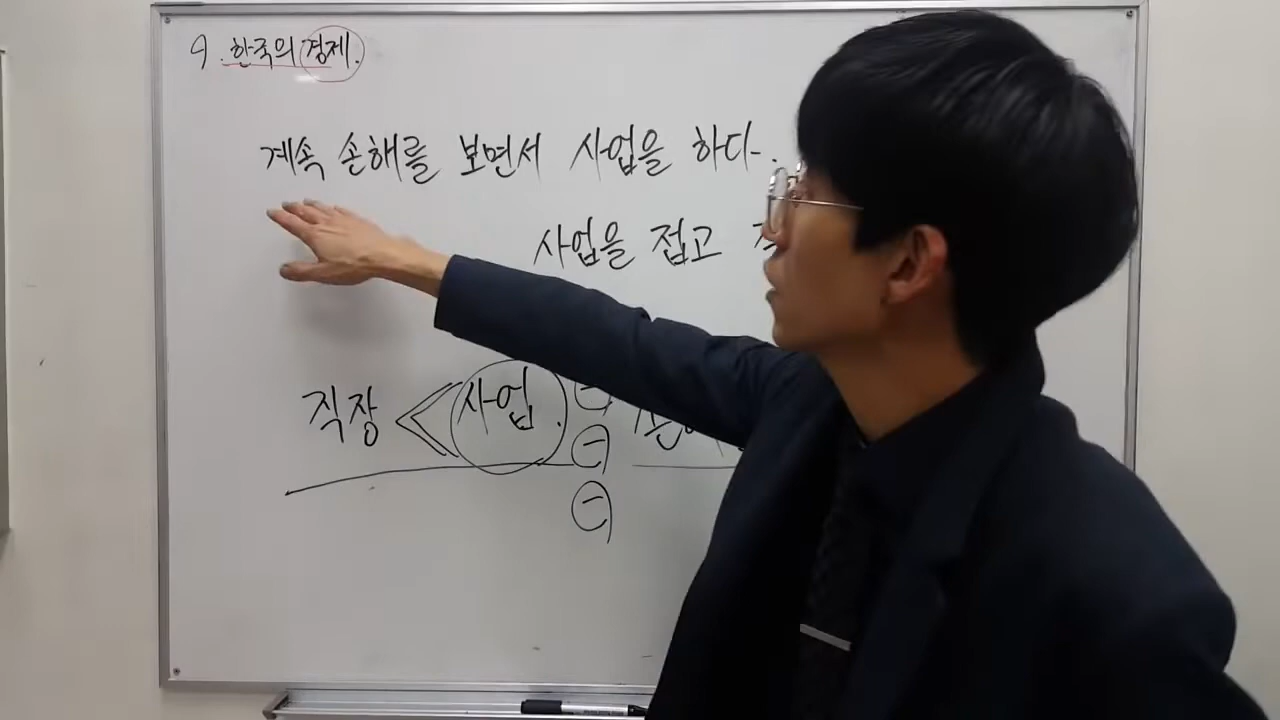 9. 한국의 경제.
계속 손해를 보면서 사업을 하다.
사업을 접고
직장 < 사업.